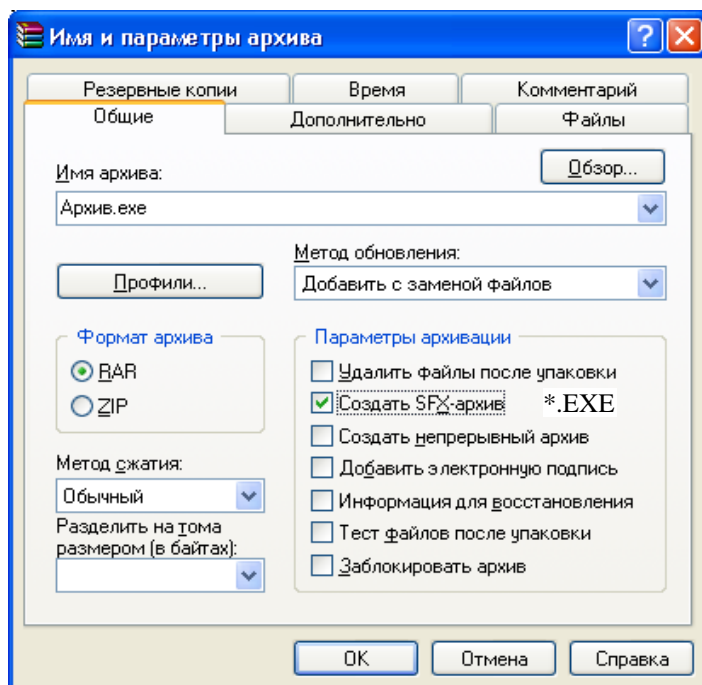 Имя и параметры архива
Резервные копии Время Комментарий
Общие Дополнительно Файлы
Имя архива: Обзор...
Архив.exe
Метод обновления:
Профили... Добавить с заменой файлов
Формат архива Параметры архивации
RAR Удалить файлы после упаковки
ZIP Создать SFX-архив *.EXE
Создать непрерывный архив
Метод сжатия: Добавить электронную подпись
Обычный Информация для восстановления
Разделить на тома Тест файлов после упаковки
размером (в байтах): Заблокировать архив
OK Отмена Справка